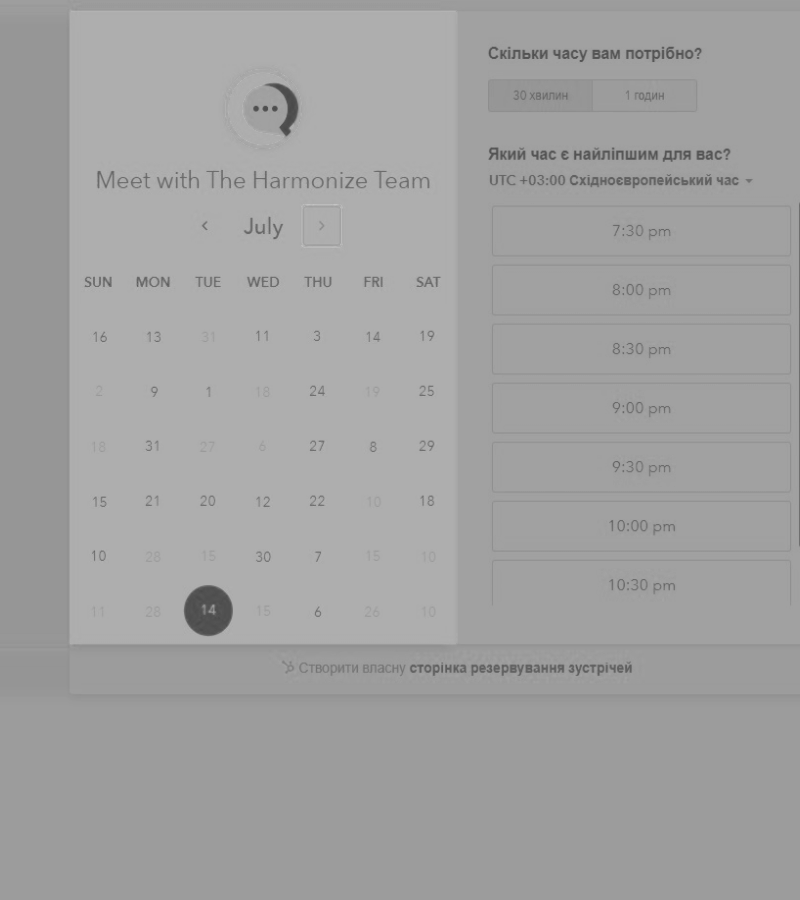 Meet with The Harmonize Team
July
SUN MON TUE WED THU FRI SAT
16 13 31 11 3 14 19
2 9 1 18 24 19 25
18 31 27 6 27 8 29
15 21 20 12 22 10 18
10 28 15 30 7 15 10
11 28 14 15 6 26 10
Скільки часу вам потрібно?
30 хвилин 1 годин
Який час є найліпшим для вас?
UTC +03:00 Східноєвропейський час
7:30 pm
8:00 pm
8:30 pm
9:00 pm
9:30 pm
10:00 pm
10:30 pm
Створити власну сторінка резервування зустрічей